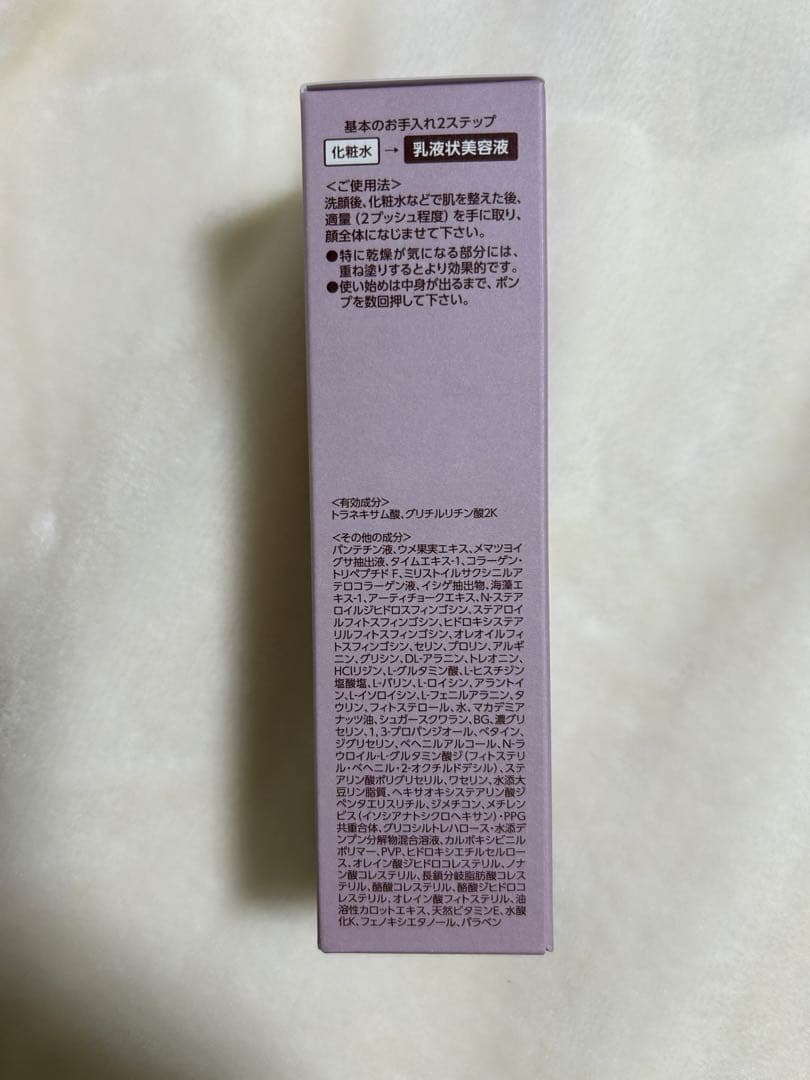 基本のお手入れ2ステップ
化粧水 → 乳液状美容液
＜ご使用法＞
洗顔後、化粧水などで肌を整えた後、
適量（2プッシュ程度）を手に取り、
顔全体になじませて下さい。
●特に乾燥が気になる部分には、
重ね塗りするとより効果的です。
●使い始めは中身が出るまで、ポン
プを数回押して下さい。
＜有効成分＞
トラネキサム酸、グリチルリチン酸2K
＜その他の成分＞
パンテチン液、ウメ果実エキス、メマツヨイ
グサ抽出液、タイムエキス-1、コラーゲン・
トリペプチド F、ミリストイルサクシニルア
テロコラーゲン液、イシゲ抽出物、海藻エ
キス-1、アーティチョークエキス、N-ステア
ロイルジヒドロスフィンゴシン、ステアロイ
ルフィトスフィンゴシン、ヒドロキシステア
リルフィトスフィンゴシン、オレオイルフィ
トスフィンゴシン、セリン、プロリン、アルギ
ニン、グリシン、DL-アラニン、トレオニン、
HClリジン、L-グルタミン酸、L-ヒスチジン
塩酸塩、L-バリン、L-ロイシン、アラントイ
ン、L-イソロイシン、L-フェニルアラニン、タ
ウリン、フィトステロール、水、マカデミア
ナッツ油、シュガースクワラン、BG、濃グリ
セリン、1，3-プロパンジオール、ベタイン、
ジグリセリン、ベヘニルアルコール、N-ラ
ウロイル-L-グルタミン酸ジ（フィトステリ
ル・ベヘニル・2-オクチルドデシル）、ステ
アリン酸ポリグリセリル、ワセリン、水添大
豆リン脂質、ヘキサオキシステアリン酸ジ
ペンタエリスリチル、ジメチコン、メチレン
ビス（イソシアナトシクロヘキサン）・PPG
共重合体、グリコシルトレハロース・水添デ
ンプン分解物混合溶液、カルボキシビニル
ポリマー、PVP、ヒドロキシエチルセルロー
ス、オレイン酸ジヒドロコレステリル、ノナ
ン酸コレステリル、長鎖分岐脂肪酸コレス
テリル、酪酸コレステリル、酪酸ジヒドロコ
レステリル、オレイン酸フィトステリル、油
溶性カロットエキス、天然ビタミンE、水酸
化K、フェノキシエタノール、パラベン